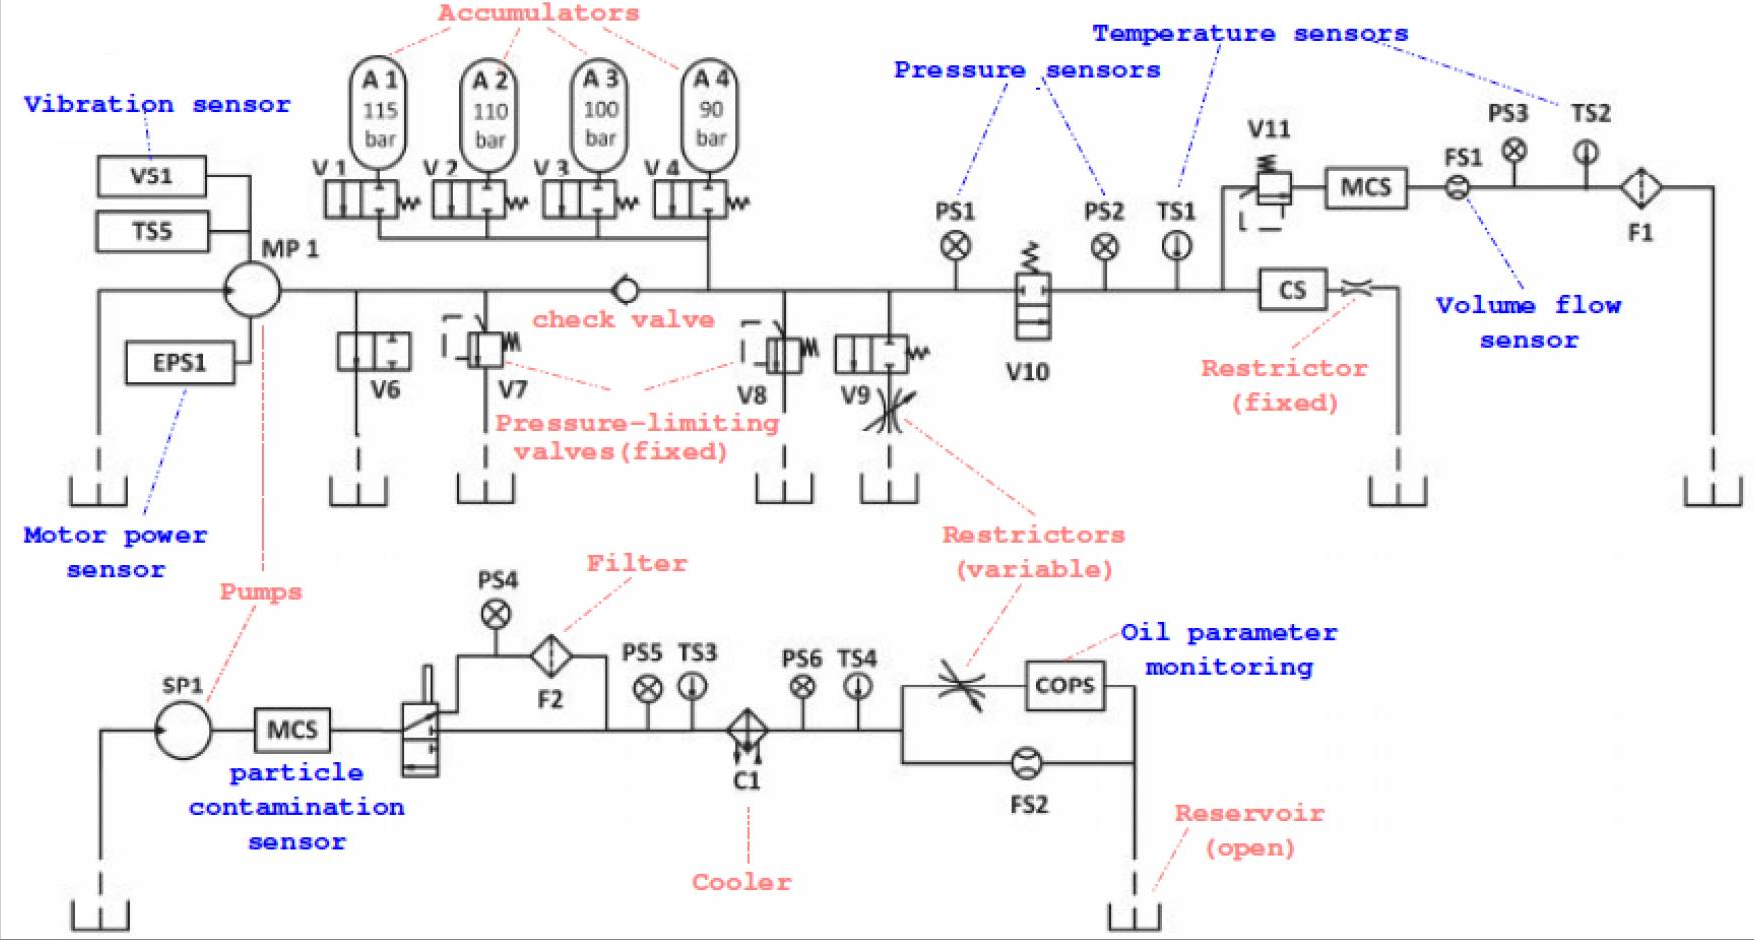 Accumulators
Temperature sensors
Pressure sensors
Vibration sensor
A 1
115
bar
A 2
110
bar
A 3
100
bar
A 4
90
bar
V 1
V 2
V 3
V 4
VS1
TS5
MP 1
EPS1
PS1
PS2
TS1
V11
MCS
FS1
PS3
TS2
F1
CS
check valve
V6
V7
V8
V9
V10
Pressure-limiting
valves(fixed)
Volume flow
sensor
Restrictor
(fixed)
Motor power
sensor
Pumps
Filter
Restrictors
(variable)
Oil parameter
monitoring
PS4
F2
PS5
TS3
PS6
TS4
SP1
MCS
COPS
C1
FS2
particle
contamination
sensor
Cooler
Reservoir
(open)